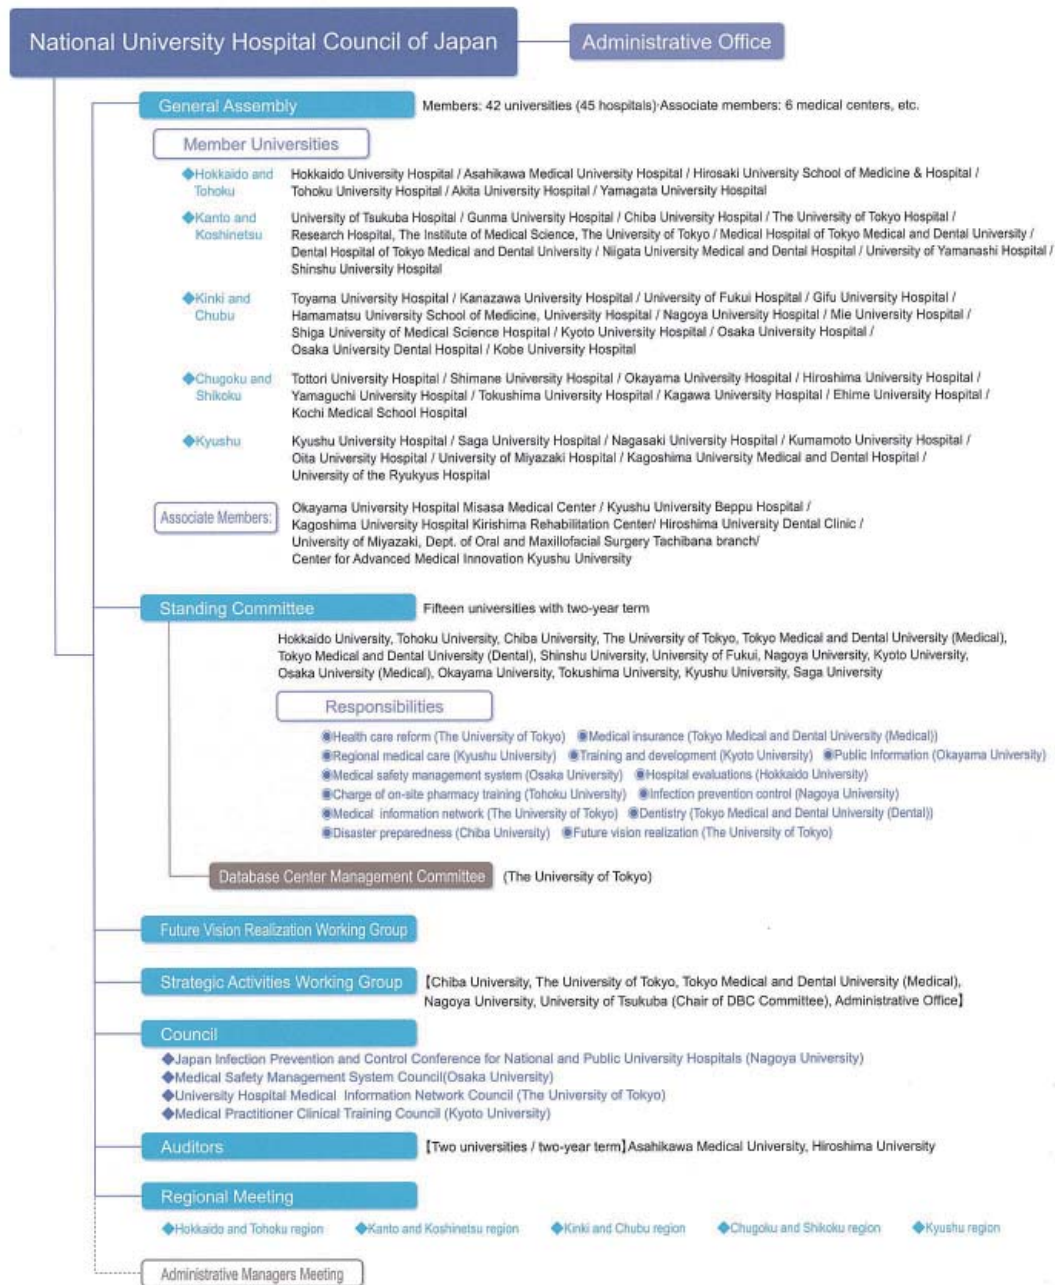 National University Hospital Council of Japan
Administrative Office
General Assembly
Members: 42 universities (45 hospitals)·Associate members: 6 medical centers, etc.
Member Universities
◆Hokkaido and Tohoku
Hokkaido University Hospital / Asahikawa Medical University Hospital / Hirosaki University School of Medicine & Hospital /
Tohoku University Hospital / Akita University Hospital / Yamagata University Hospital
◆Kanto and Koshinetsu
University of Tsukuba Hospital / Gunma University Hospital / Chiba University Hospital / The University of Tokyo Hospital /
Research Hospital, The Institute of Medical Science, The University of Tokyo / Medical Hospital of Tokyo Medical and Dental University /
Dental Hospital of Tokyo Medical and Dental University / Niigata University Medical and Dental Hospital / University of Yamanashi Hospital /
Shinshu University Hospital
◆Kinki and Chubu
Toyama University Hospital / Kanazawa University Hospital / University of Fukui Hospital / Gifu University Hospital /
Hamamatsu University School of Medicine, University Hospital / Nagoya University Hospital / Mie University Hospital /
Shiga University of Medical Science Hospital / Kyoto University Hospital / Osaka University Hospital /
Osaka University Dental Hospital / Kobe University Hospital
◆Chugoku and Shikoku
Tottori University Hospital / Shimane University Hospital / Okayama University Hospital / Hiroshima University Hospital /
Yamaguchi University Hospital / Tokushima University Hospital / Kagawa University Hospital / Ehime University Hospital /
Kochi Medical School Hospital
◆Kyushu
Kyushu University Hospital / Saga University Hospital / Nagasaki University Hospital / Kumamoto University Hospital /
Oita University Hospital / University of Miyazaki Hospital / Kagoshima University Medical and Dental Hospital /
University of the Ryukyus Hospital
Associate Members:
Okayama University Hospital Misasa Medical Center / Kyushu University Beppu Hospital /
Kagoshima University Hospital Kirishima Rehabilitation Center/ Hiroshima University Dental Clinic /
University of Miyazaki, Dept. of Oral and Maxillofacial Surgery Tachibana branch/
Center for Advanced Medical Innovation Kyushu University
Standing Committee
Fifteen universities with two-year term
Hokkaido University, Tohoku University, Chiba University, The University of Tokyo, Tokyo Medical and Dental University (Medical),
Tokyo Medical and Dental University (Dental), Shinshu University, University of Fukui, Nagoya University, Kyoto University,
Osaka University (Medical), Okayama University, Tokushima University, Kyushu University, Saga University
Responsibilities
◉Health care reform (The University of Tokyo) ◉Medical insurance (Tokyo Medical and Dental University (Medical))
◉Regional medical care (Kyushu University) ◉Training and development (Kyoto University) ◉Public Information (Okayama University)
◉Medical safety management system (Osaka University) ◉Hospital evaluations (Hokkaido University)
◉Charge of on-site pharmacy training (Tohoku University) ◉Infection prevention control (Nagoya University)
◉Medical information network (The University of Tokyo) ◉Dentistry (Tokyo Medical and Dental University (Dental))
◉Disaster preparedness (Chiba University) ◉Future vision realization (The University of Tokyo)
Database Center Management Committee
(The University of Tokyo)
Future Vision Realization Working Group
Strategic Activities Working Group
【Chiba University, The University of Tokyo, Tokyo Medical and Dental University (Medical),
Nagoya University, University of Tsukuba (Chair of DBC Committee), Administrative Office】
Council
◆Japan Infection Prevention and Control Conference for National and Public University Hospitals (Nagoya University)
◆Medical Safety Management System Council(Osaka University)
◆University Hospital Medical Information Network Council (The University of Tokyo)
◆Medical Practitioner Clinical Training Council (Kyoto University)
Auditors
【Two universities / two-year term】Asahikawa Medical University, Hiroshima University
Regional Meeting
◆Hokkaido and Tohoku region ◆Kanto and Koshinetsu region ◆Kinki and Chubu region ◆Chugoku and Shikoku region ◆Kyushu region
Administrative Managers Meeting